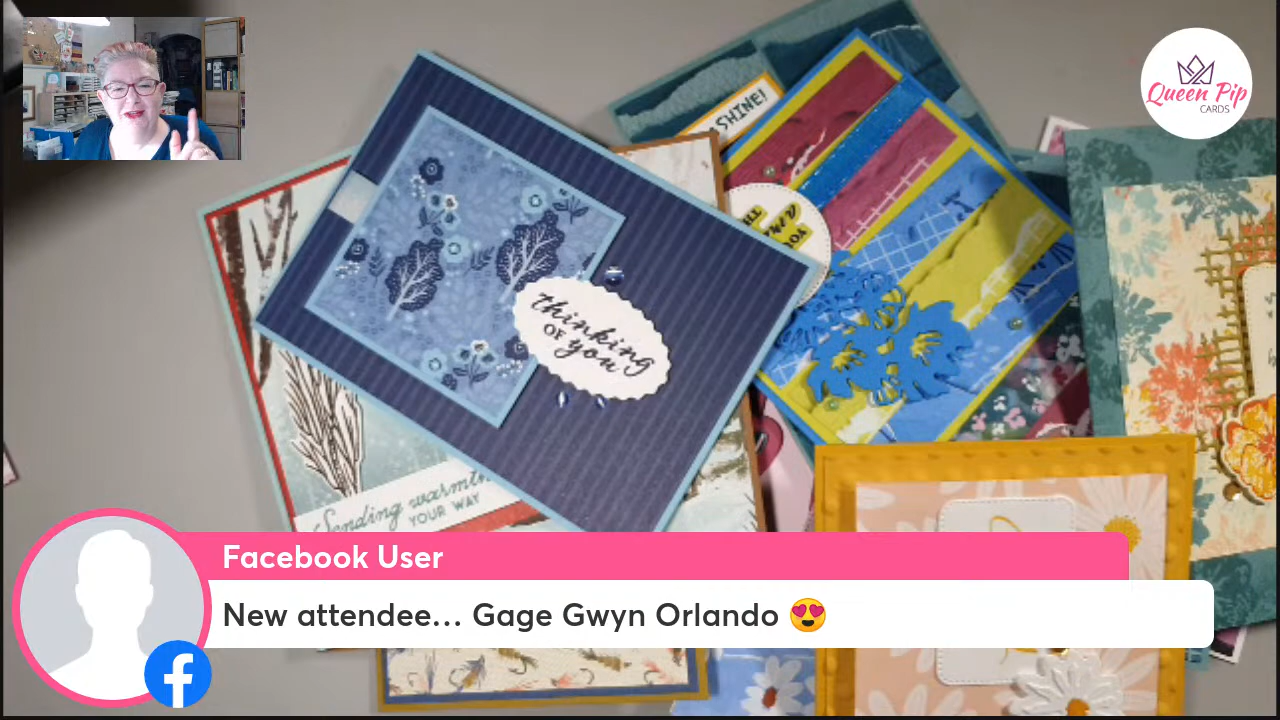 Queen Pip
CARDS
SHINE!
thinking
OF
you
Sending warmth
YOUR WAY
Facebook User
New attendee... Gage Gwyn Orlando 😍